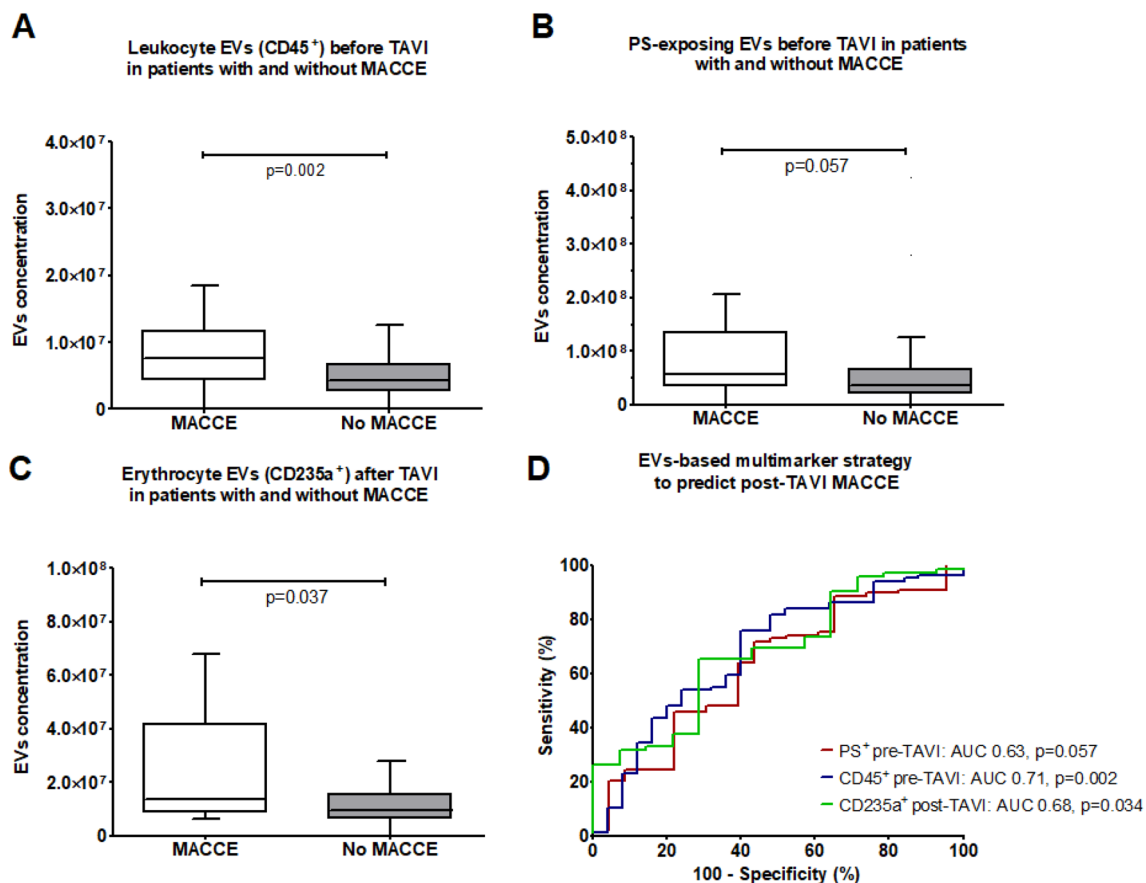 A
Leukocyte EVs (CD45⁺) before TAVI
in patients with and without MACCE
EVs concentration
4.0×10⁷
3.0×10⁷
2.0×10⁷
1.0×10⁷
0
p=0.002
MACCE No MACCE
B
PS-exposing EVs before TAVI in patients
with and without MACCE
EVs concentration
5.0×10⁸
4.0×10⁸
3.0×10⁸
2.0×10⁸
1.0×10⁸
0
p=0.057
MACCE No MACCE
C
Erythrocyte EVs (CD235a⁺) after TAVI
in patients with and without MACCE
EVs concentration
1.0×10⁸
8.0×10⁷
6.0×10⁷
4.0×10⁷
2.0×10⁷
0
p=0.037
MACCE No MACCE
D
EVs-based multimarker strategy
to predict post-TAVI MACCE
Sensitivity (%)
100
80
60
40
20
0
PS⁺ pre-TAVI: AUC 0.63, p=0.057
CD45⁺ pre-TAVI: AUC 0.71, p=0.002
CD235a⁺ post-TAVI: AUC 0.68, p=0.034
0 20 40 60 80 100
100 - Specificity (%)